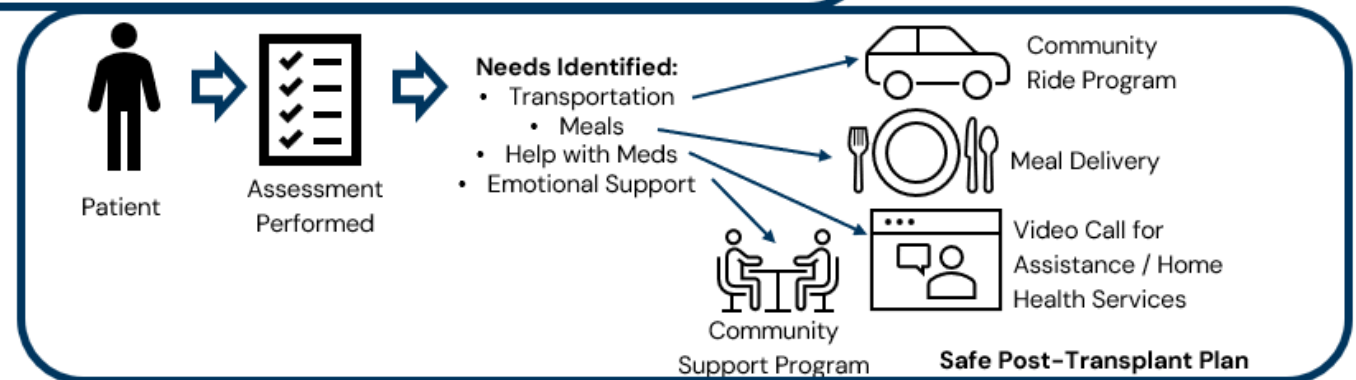 Patient
Assessment
Performed
Needs Identified:
• Transportation
• Meals
• Help with Meds
• Emotional Support
Community
Ride Program
Meal Delivery
Video Call for
Assistance / Home
Health Services
Community
Support Program
Safe Post-Transplant Plan